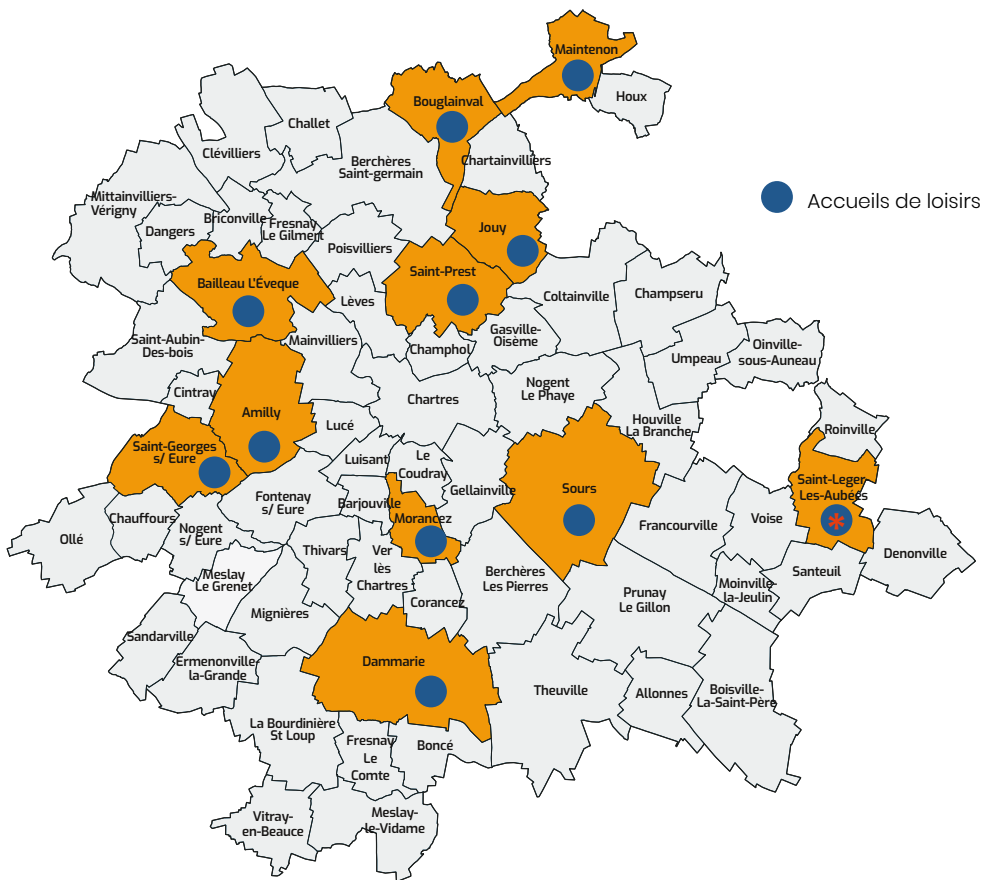 Maintenon
Houx
Bouglainval
Challet
Clévilliers
Berchères
Saint-germain
Chartainvilliers
Mittainvilliers-
Vérigny
Accueils de loisirs
Briconville
Fresnay
Le Gilmert
Dangers
Jouy
Poisvilliers
Saint-Prest
Bailleau L'Éveque
Lèves
Coltainville
Champseru
Saint-Aubin-
Des-bois
Mainvilliers
Champhol
Gasville-
Oisème
Umpeau
Oinville-
sous-Auneau
Cintray
Chartres
Nogent
Le Phaye
Amilly
Lucé
Houville
La Branche
Roinville
Saint-Georges
s/ Eure
Luisant
Le
Coudray
Gellainville
Sours
Saint-Leger
Les-Aubées
*
Fontenay
s/ Eure
Barjouville
Morancez
Francourville
Voise
Ollé
Chauffours
Nogent
s/ Eure
Thivars
Ver
lès
Chartres
Denonville
Meslay
Le Grenet
Berchères
Les Pierres
Santeuil
Moinville-
la-Jeulin
Mignières
Corancez
Prunay
Le Gillon
Sandarville
Ermenonville-
la-Grande
Dammarie
Theuville
Allonnes
Boisville-
La-Saint-Père
La Bourdinière
St Loup
Fresnay
Le
Comte
Boncé
Vitray-
en-Beauce
Meslay-
le-Vidame